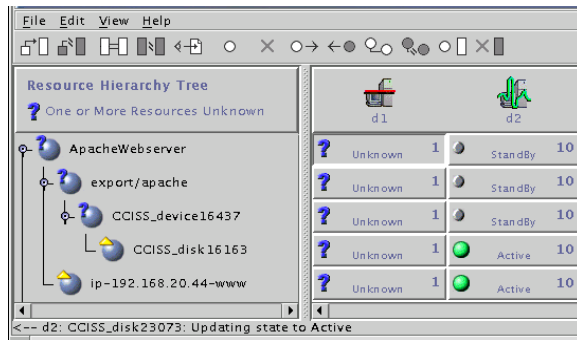 File Edit View Help
Resource Hierarchy Tree
? One or More Resources Unknown
d1 d2
ApacheWebserver ? Unknown 1 StandBy 10
export/apache ? Unknown 1 StandBy 10
CCISS_device16437 ? Unknown 1 StandBy 10
CCISS_disk16163 ? Unknown 1 Active 10
ip-192.168.20.44-www ? Unknown 1 Active 10
<-- d2: CCISS_disk23073: Updating state to Active